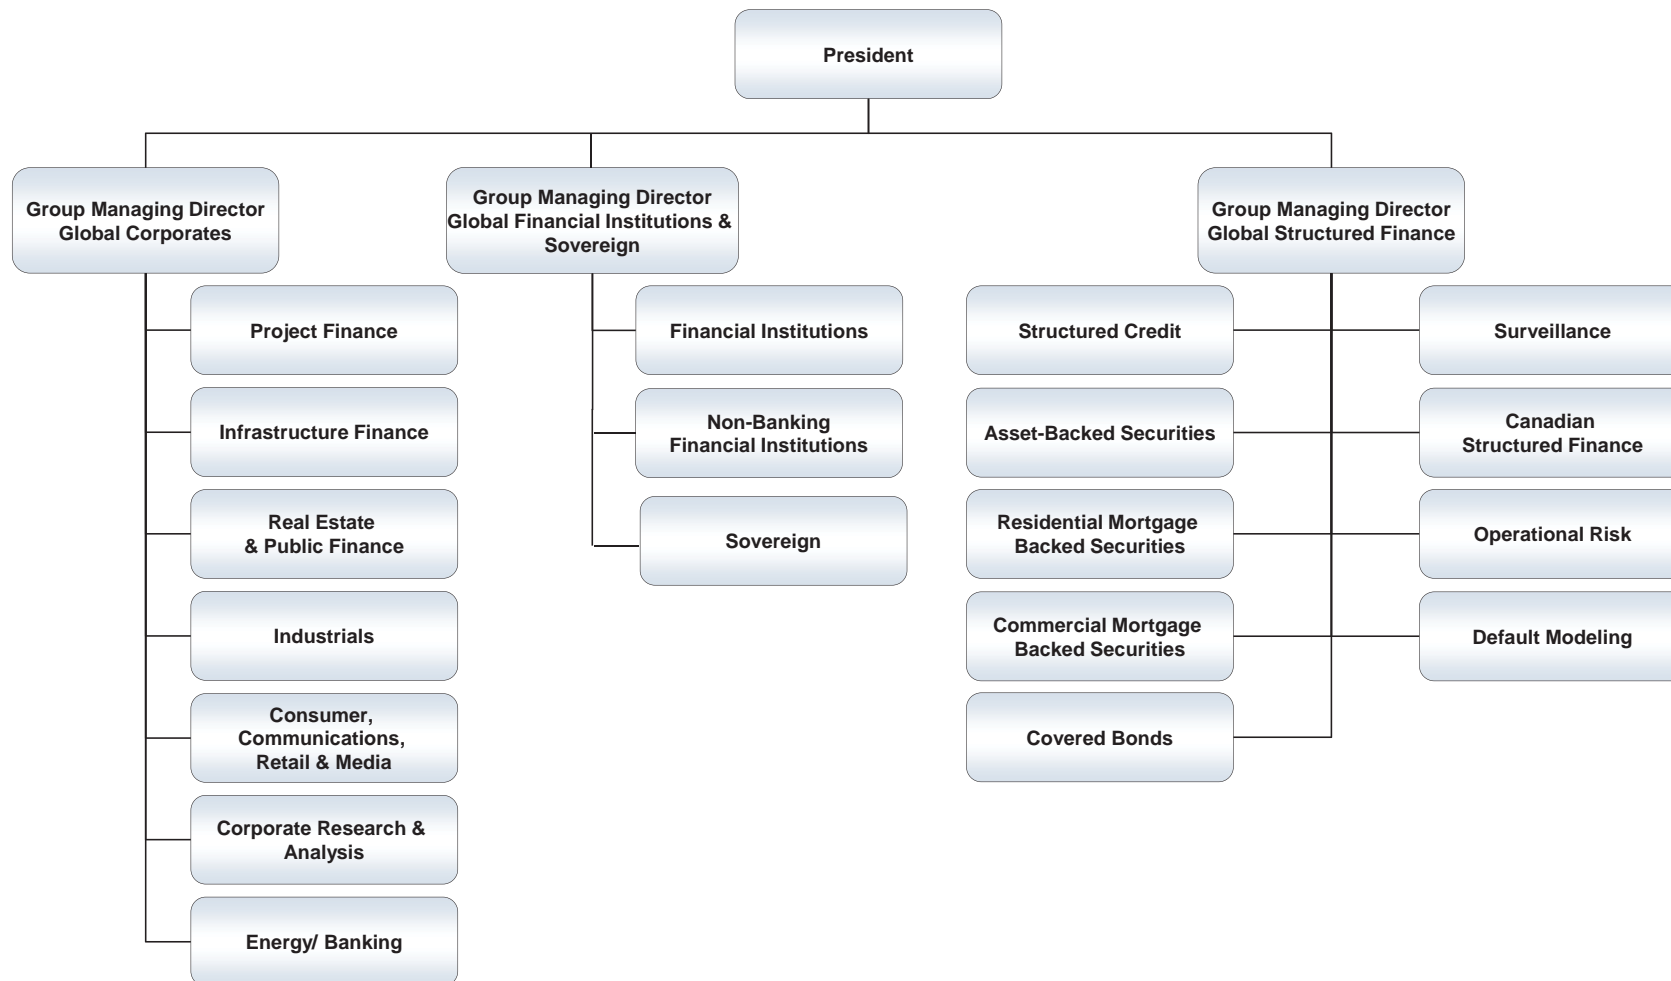 President
Group Managing Director
Global Corporates
Group Managing Director
Global Financial Institutions &
Sovereign
Group Managing Director
Global Structured Finance
Project Finance
Infrastructure Finance
Real Estate
& Public Finance
Industrials
Consumer,
Communications,
Retail & Media
Corporate Research &
Analysis
Energy/ Banking
Financial Institutions
Non-Banking
Financial Institutions
Sovereign
Structured Credit
Asset-Backed Securities
Residential Mortgage
Backed Securities
Commercial Mortgage
Backed Securities
Covered Bonds
Surveillance
Canadian
Structured Finance
Operational Risk
Default Modeling